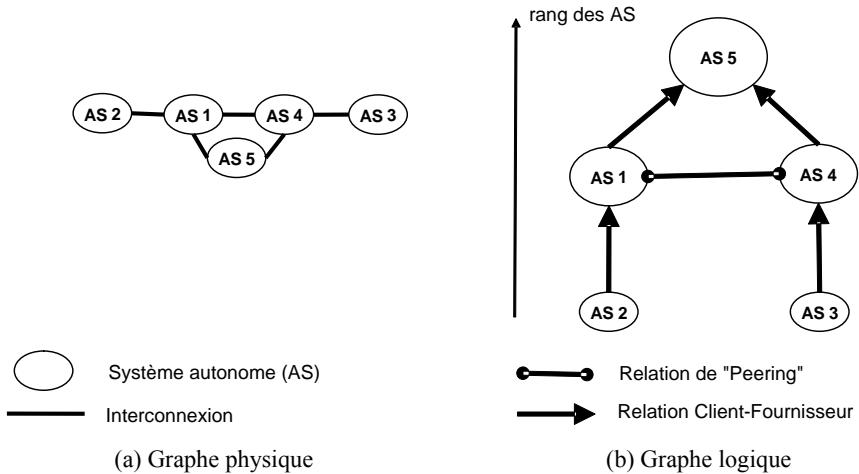 AS 2
AS 1
AS 4
AS 3
AS 5
Système autonome (AS)
Interconnexion
(a) Graphe physique
rang des AS
AS 5
AS 1
AS 4
AS 2
AS 3
Relation de "Peering"
Relation Client-Fournisseur
(b) Graphe logique